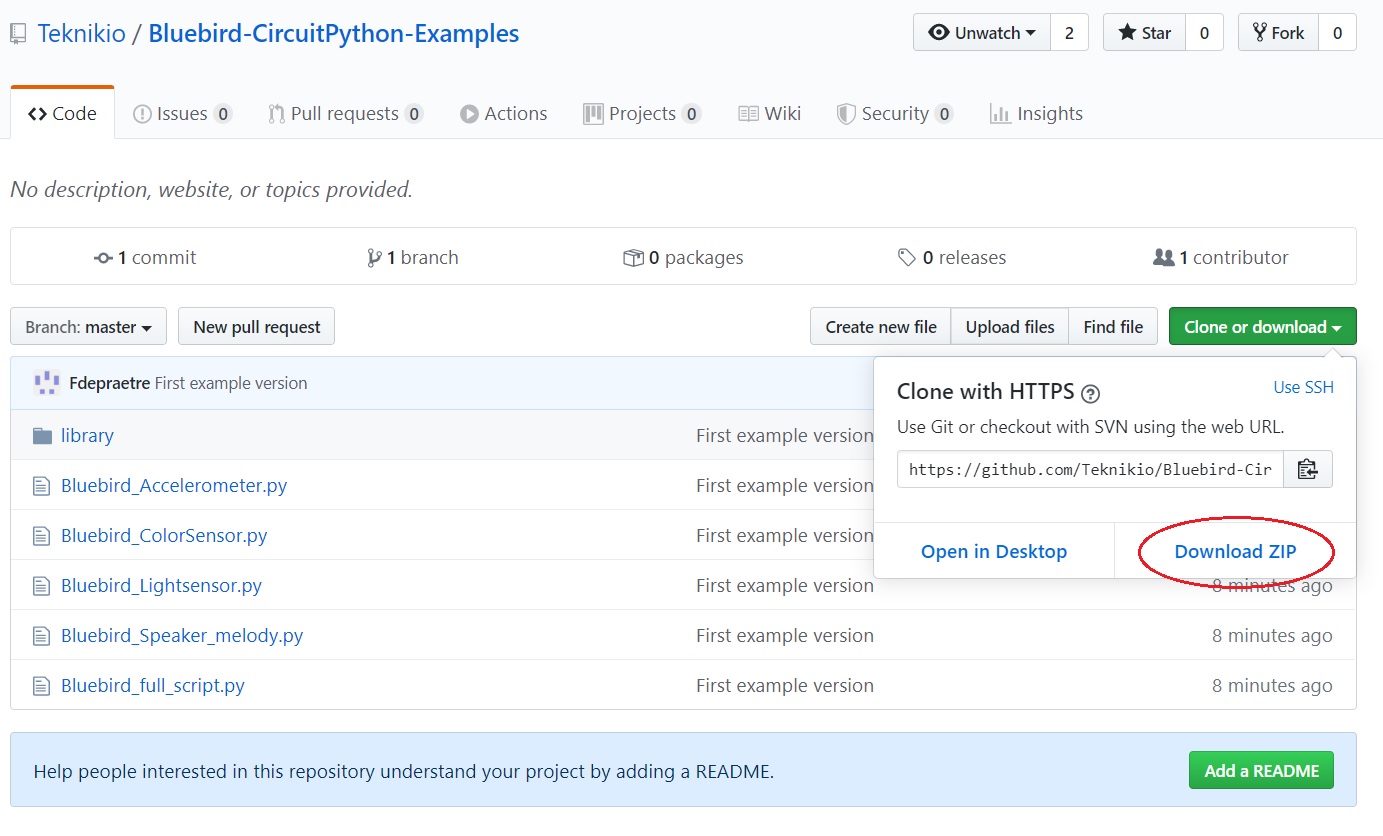 Teknikio / Bluebird-CircuitPython-Examples
Unwatch 2 Star 0 Fork 0
Code Issues 0 Pull requests 0 Actions Projects 0 Wiki Security 0 Insights
No description, website, or topics provided.
1 commit 1 branch 0 packages 0 releases 1 contributor
Branch: master New pull request Create new file Upload files Find file Clone or download
Fdepraetre First example version
Clone with HTTPS ? Use SSH
Use Git or checkout with SVN using the web URL.
https://github.com/Teknikio/Bluebird-Cir
Open in Desktop Download ZIP
library First example version
Bluebird_Accelerometer.py First example version
Bluebird_ColorSensor.py First example version
Bluebird_Lightsensor.py First example version 8 minutes ago
Bluebird_Speaker_melody.py First example version 8 minutes ago
Bluebird_full_script.py First example version 8 minutes ago
Help people interested in this repository understand your project by adding a README. Add a README